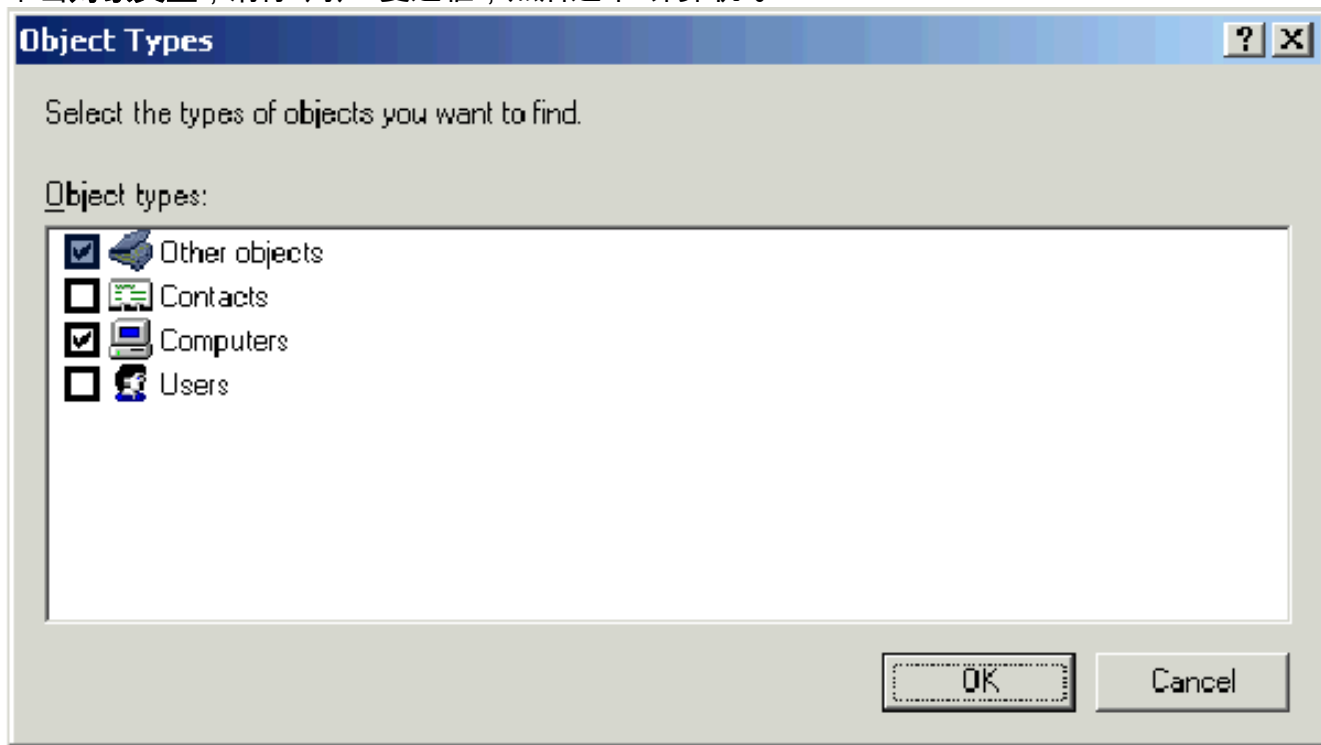 Object Types
Select the types of objects you want to find.
Object types:
Other objects
Contacts
Computers
Users
OK
Cancel